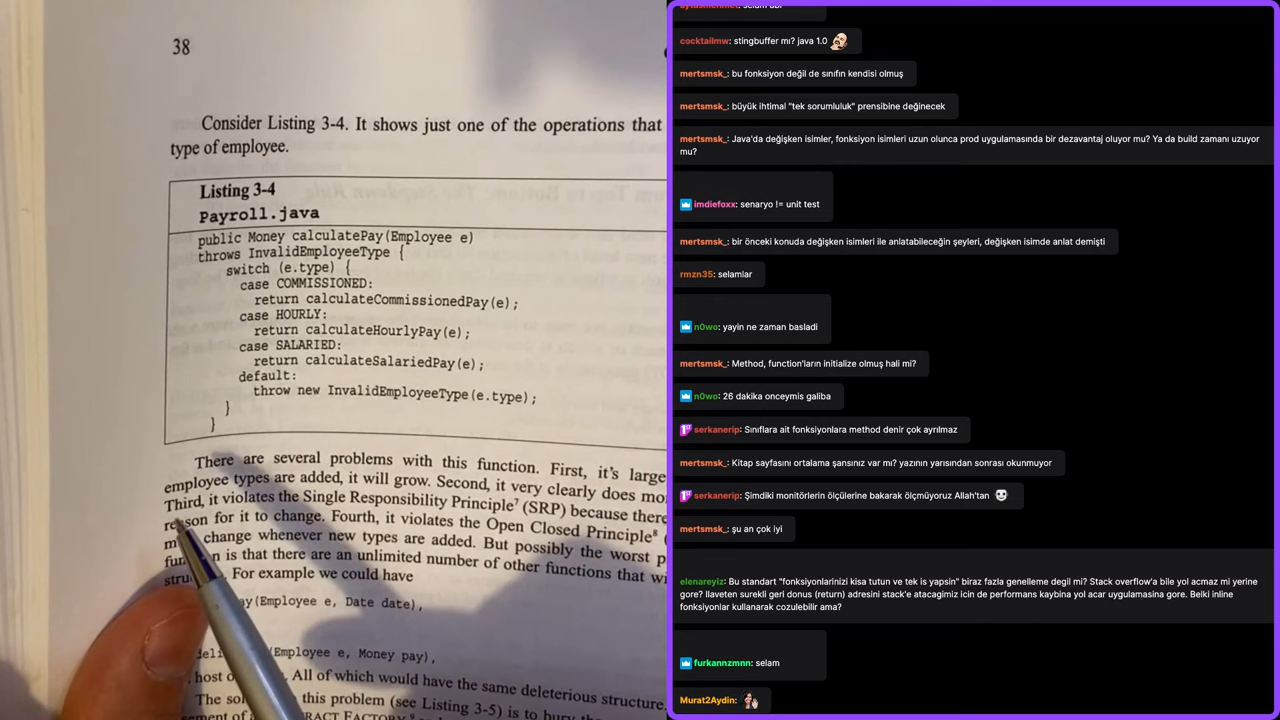 38
Consider Listing 3-4. It shows just one of the operations that
type of employee.
Listing 3-4
Payroll.java
public Money calculatePay(Employee e)
throws InvalidEmployeeType {
switch (e.type) {
case COMMISSIONED:
return calculateCommissionedPay(e);
case HOURLY:
return calculateHourlyPay(e);
case SALARIED:
return calculateSalariedPay(e);
default:
throw new InvalidEmployeeType(e.type);
}
}
There are several problems with this function. First, it's large
employee types are added, it will grow. Second, it very clearly does
Third, it violates the Single Responsibility Principle⁷ (SRP) because there
for it to change. Fourth, it violates the Open Closed Principle⁸ (
change whenever new types are added. But possibly the worst
is that there are an unlimited number of other functions that
For example we could have
(Employee e, Date date),
(Employee e, Money pay),
host All of which would have the same deleterious structure.
The this problem (see Listing 3-5) is to bury
selam abi
cocktailmw: stingbuffer mı? java 1.0
mertsmsk_: bu fonksiyon değil de sınıfın kendisi olmuş
mertsmsk_: büyük ihtimal "tek sorumluluk" prensibine değinecek
mertsmsk_: Java'da değişken isimler, fonksiyon isimleri uzun olunca prod uygulamasında bir dezavantaj oluyor mu? Ya da build zamanı uzuyor
mu?
imdiefoxx: senaryo != unit test
mertsmsk_: bir önceki konuda değişken isimleri ile anlatabileceğin şeyleri, değişken isimde anlat demişti
rmzn35: selamlar
n0wo: yayin ne zaman basladi
mertsmsk_: Method, function'ların initialize olmuş hali mi?
n0wo: 26 dakika onceymis galiba
serkanerip: Sınıflara ait fonksiyonlara method denir çok ayrılmaz
mertsmsk_: Kitap sayfasını ortalama şansınız var mı? yazının yarısından sonrası okunmuyor
serkanerip: Şimdiki monitörlerin ölçülerine bakarak ölçmüyoruz Allah'tan
mertsmsk_: şu an çok iyi
elenareyiz: Bu standart "fonksiyonlarinizi kisa tutun ve tek is yapsin" biraz fazla genelleme degil mi? Stack overflow'a bile yol acmaz mi yerine
gore? Ilaveten surekli geri donus (return) adresini stack'e atacagimiz icin de performans kaybina yol acar uygulamasina gore. Belki inline
fonksiyonlar kullanarak cozulebilir ama?
furkannzmnn: selam
Murat2Aydin: